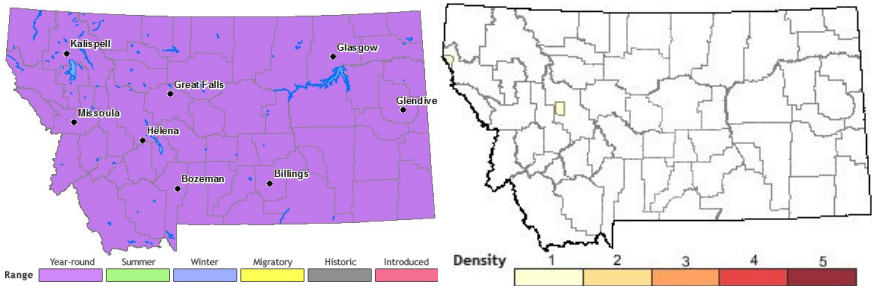 Kalispell
Glasgow
Great Falls
Glendive
Missoula
Helena
Bozeman
Billings
Year-round Summer Winter Migratory Historic Introduced
Range
Density 1 2 3 4 5